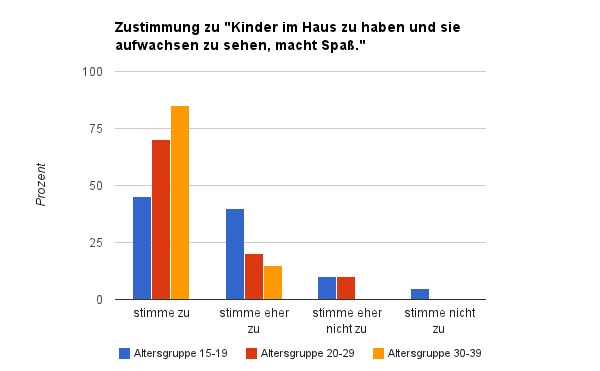 Zustimmung zu "Kinder im Haus zu haben und sie
aufwachsen zu sehen, macht Spaß."
100
75
50
25
0
Prozent
stimme zu
stimme eher
zu
stimme eher
nicht zu
stimme nicht
zu
Altersgruppe 15-19
Altersgruppe 20-29
Altersgruppe 30-39